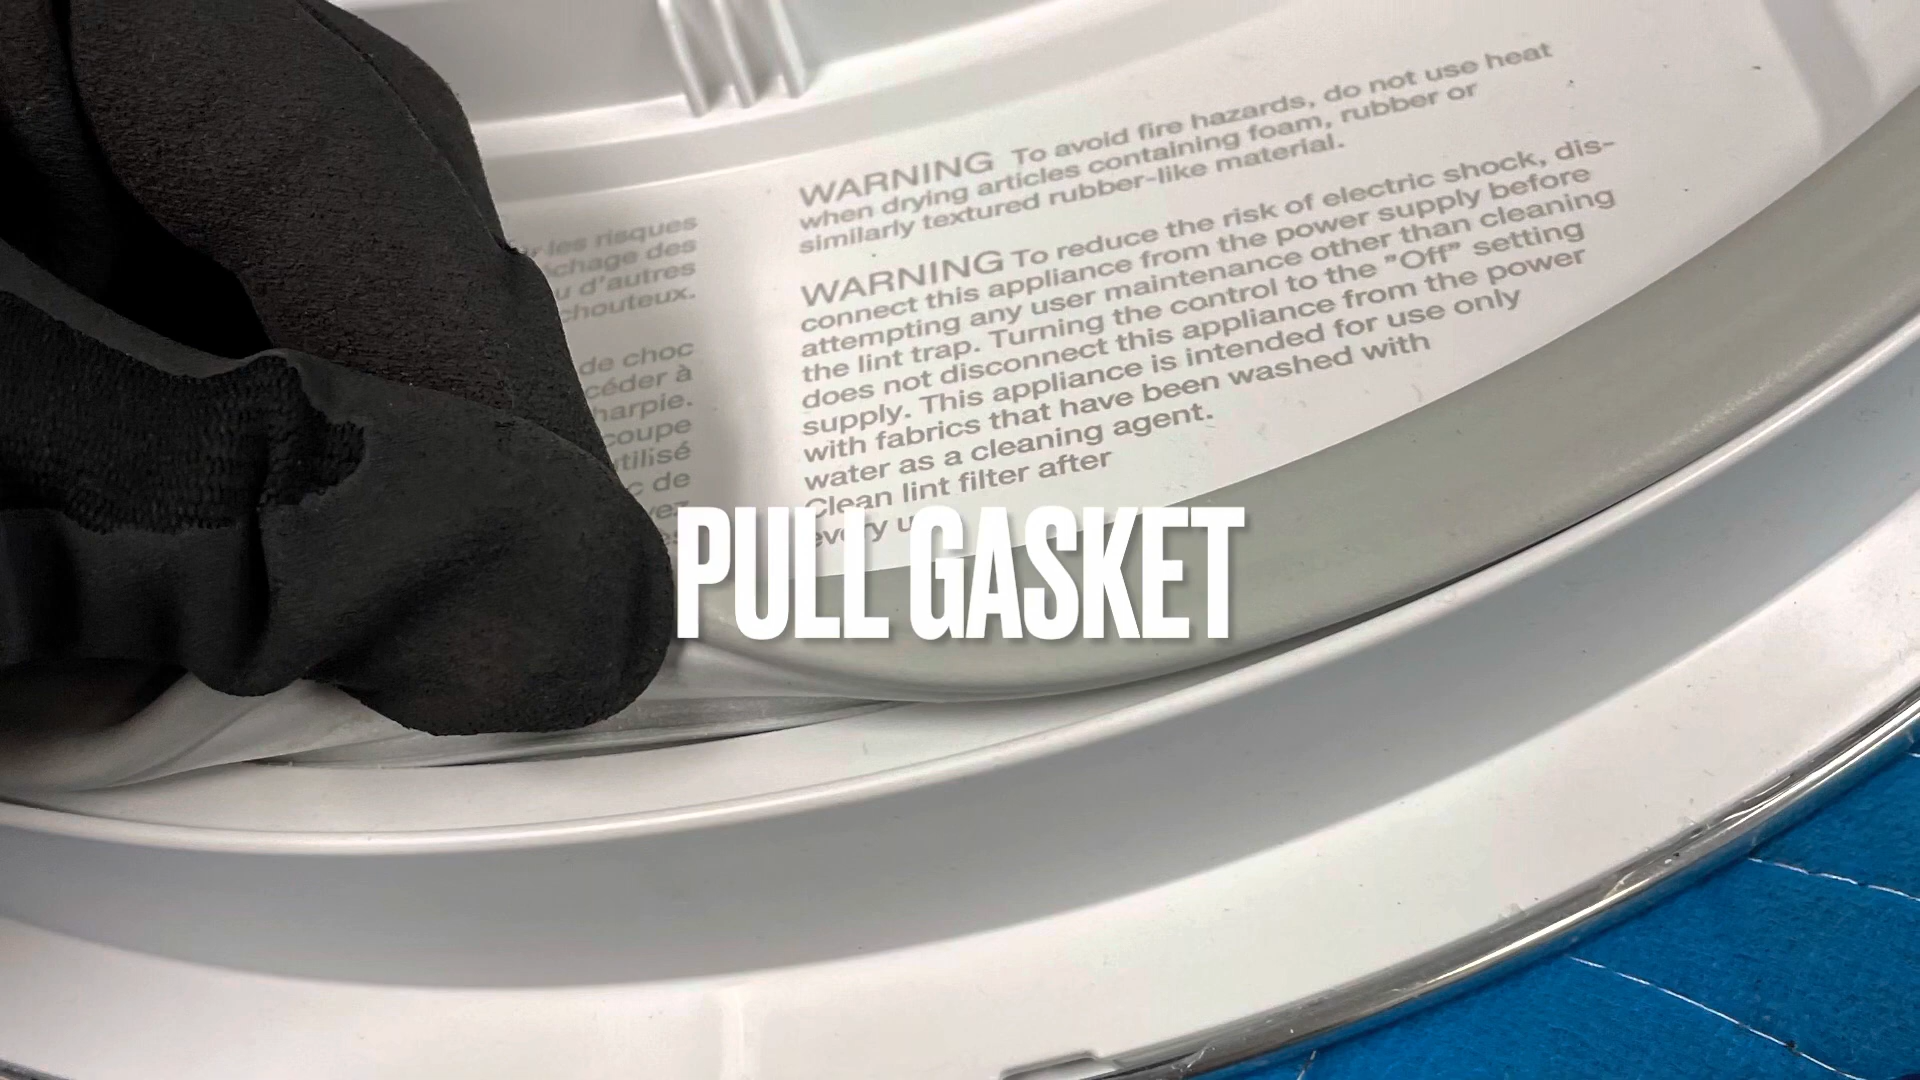 r les risques
chage des
u d'autres
chouteux.
de choc
céder à
harpie.
coupe
tilisé
c de
WARNING To avoid fire hazards, do not use heat
when drying articles containing foam, rubber or
similarly textured rubber-like material.
WARNING To reduce the risk of electric shock, dis-
connect this appliance from the power supply before
attempting any user maintenance other than cleaning
the lint trap. Turning the control to the "Off" setting
does not disconnect this appliance from the power
supply. This appliance is intended for use only
with fabrics that have been washed with
water as a cleaning agent.
Clean lint filter after
every
PULL GASKET